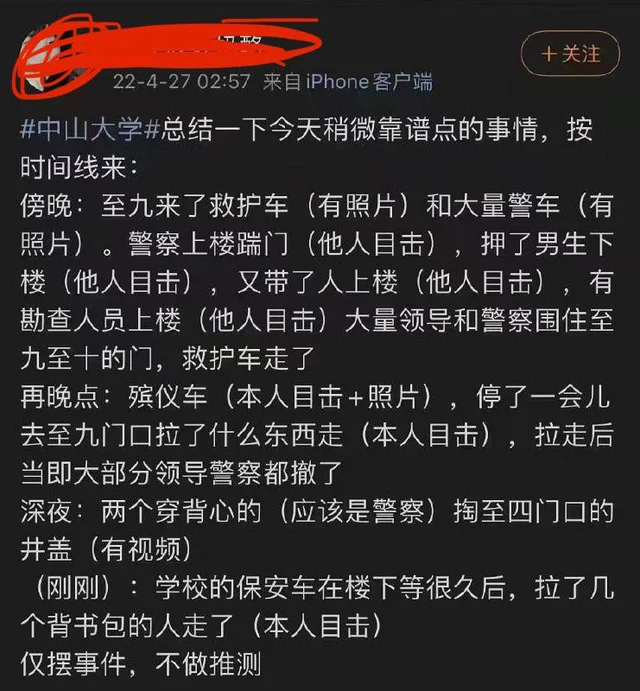 +关注
22-4-27 02:57 来自 iPhone客户端
#中山大学#总结一下今天稍微靠谱点的事情，按
时间线来：
傍晚：至九来了救护车（有照片）和大量警车（有
照片）。警察上楼踹门（他人目击），押了男生下
楼（他人目击），又带了人上楼（他人目击），有
勘查人员上楼（他人目击）大量领导和警察围住至
九至十的门，救护车走了
再晚点：殡仪车（本人目击+照片），停了一会儿
去至九门口拉了什么东西走（本人目击），拉走后
当即大部分领导警察都撤了
深夜：两个穿背心的（应该是警察）掏至四门口的
井盖（有视频）
（刚刚）：学校的保安车在楼下等很久后，拉了几
个背书包的人走了（本人目击）
仅摆事件，不做推测